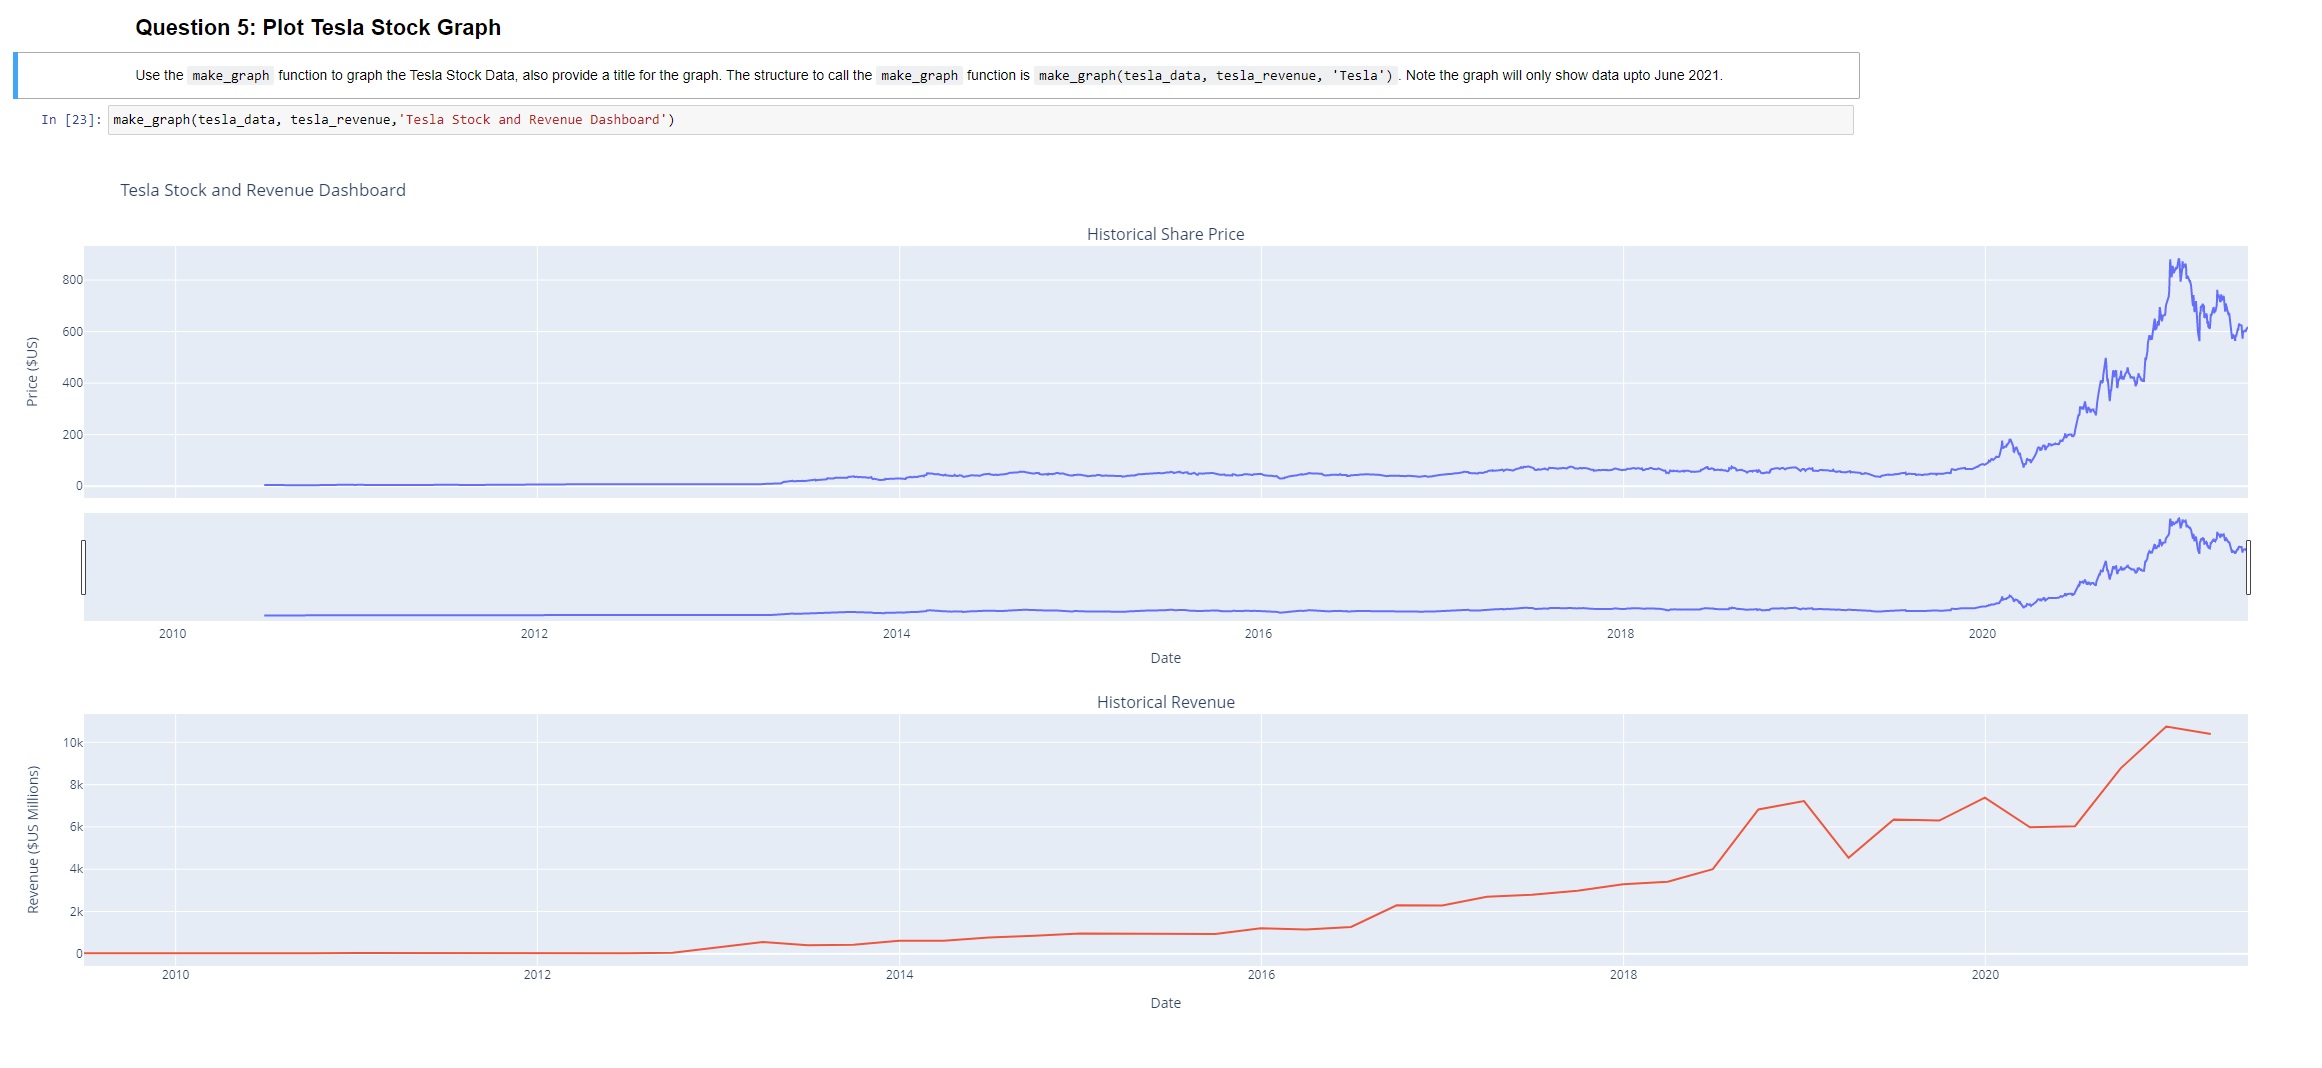 Question 5: Plot Tesla Stock Graph
Use the make_graph function to graph the Tesla Stock Data, also provide a title for the graph. The structure to call the make_graph function is make_graph(tesla_data, tesla_revenue, 'Tesla') . Note the graph will only show data upto June 2021.
In [23]: make_graph(tesla_data, tesla_revenue,'Tesla Stock and Revenue Dashboard')
Tesla Stock and Revenue Dashboard
Historical Share Price
Price ($US)
800
600
400
200
0
2010 2012 2014 2016 2018 2020
Date
Historical Revenue
Revenue ($US Millions)
10k
8k
6k
4k
2k
0
2010 2012 2014 2016 2018 2020
Date